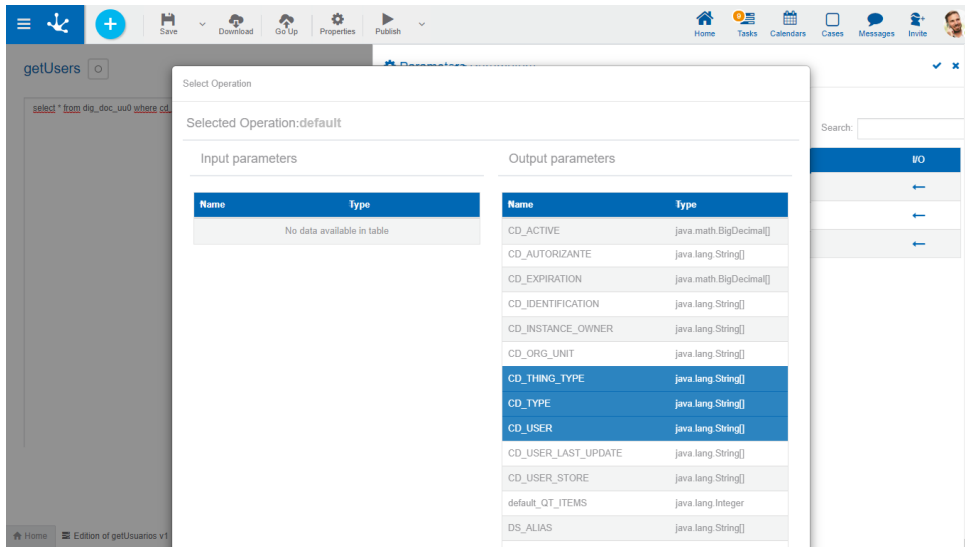 Save
Download
Go Up
Properties
Publish
Home
9
Tasks
Calendars
Cases
Messages
Invite
getUsers
select * from dig_doc_uu0 where cd_
Select Operation
Selected Operation:default
Input parameters
Name Type
No data available in table
Output parameters
Name Type
CD_ACTIVE java.math.BigDecimal[]
CD_AUTORIZANTE java.lang.String[]
CD_EXPIRATION java.math.BigDecimal[]
CD_IDENTIFICATION java.lang.String[]
CD_INSTANCE_OWNER java.lang.String[]
CD_ORG_UNIT java.lang.String[]
CD_THING_TYPE java.lang.String[]
CD_TYPE java.lang.String[]
CD_USER java.lang.String[]
CD_USER_LAST_UPDATE java.lang.String[]
CD_USER_STORE java.lang.String[]
default_QT_ITEMS java.lang.Integer
DS_ALIAS java.lang.String[]
Search:
I/O
Home
Edition of getUsuarios v1